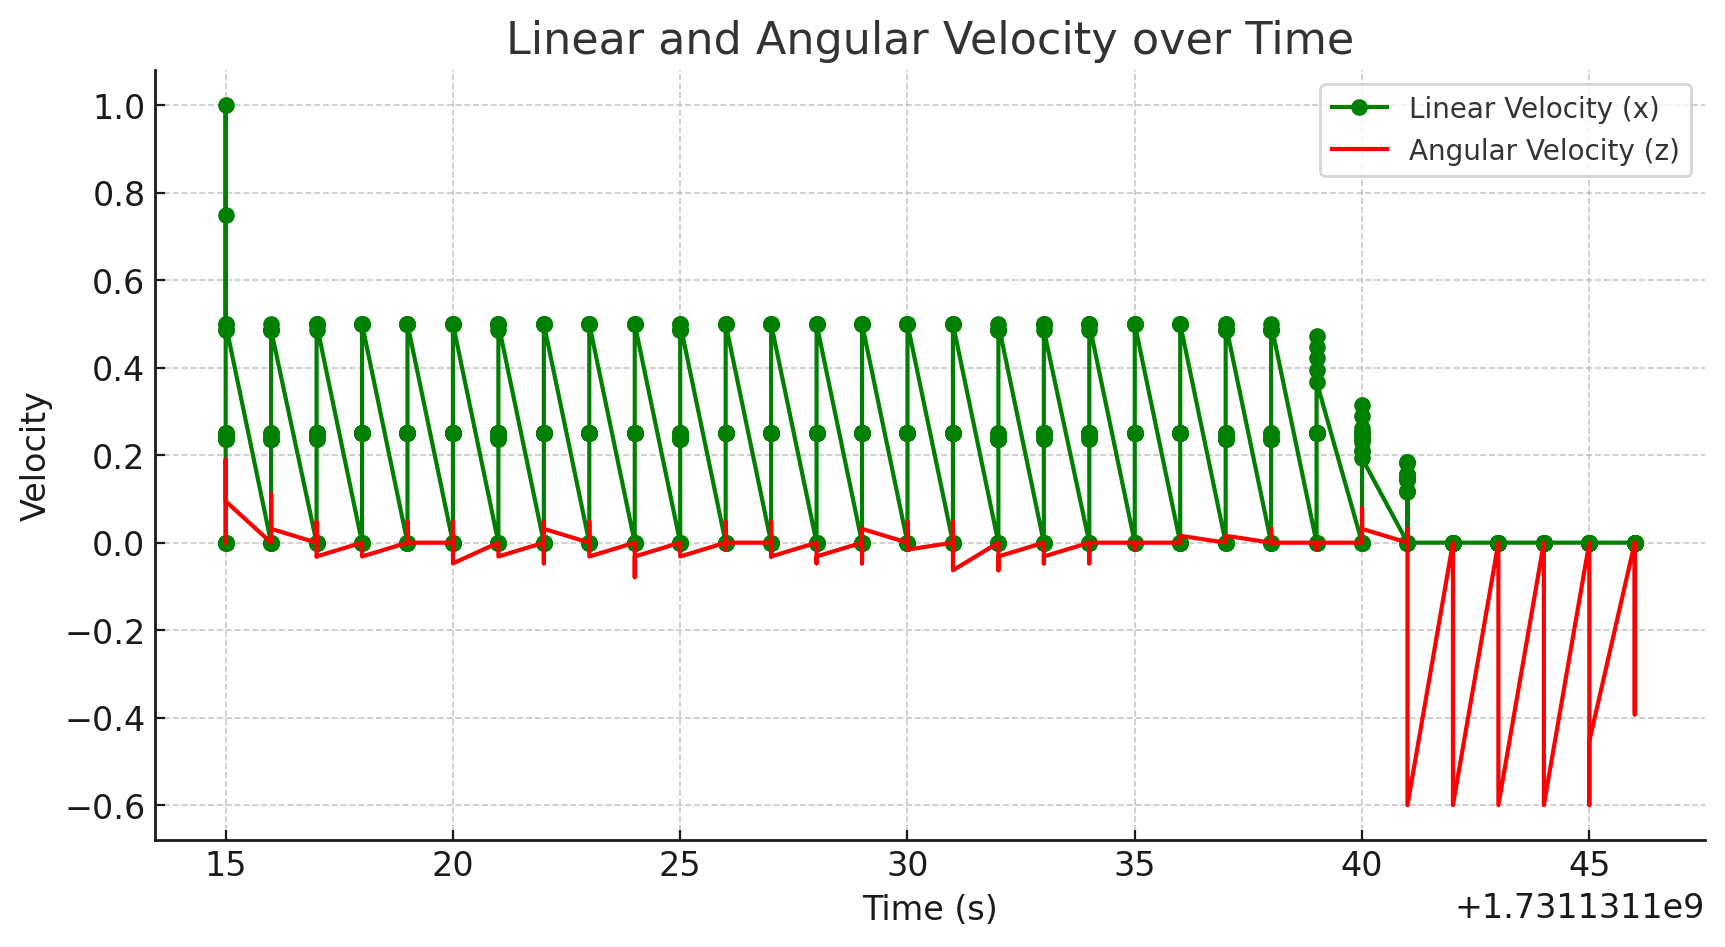 Linear and Angular Velocity over Time
Linear Velocity (x)
Angular Velocity (z)
Velocity
1.0
0.8
0.6
0.4
0.2
0.0
−0.2
−0.4
−0.6
15 20 25 30 35 40 45
Time (s)
+1.7311311e9